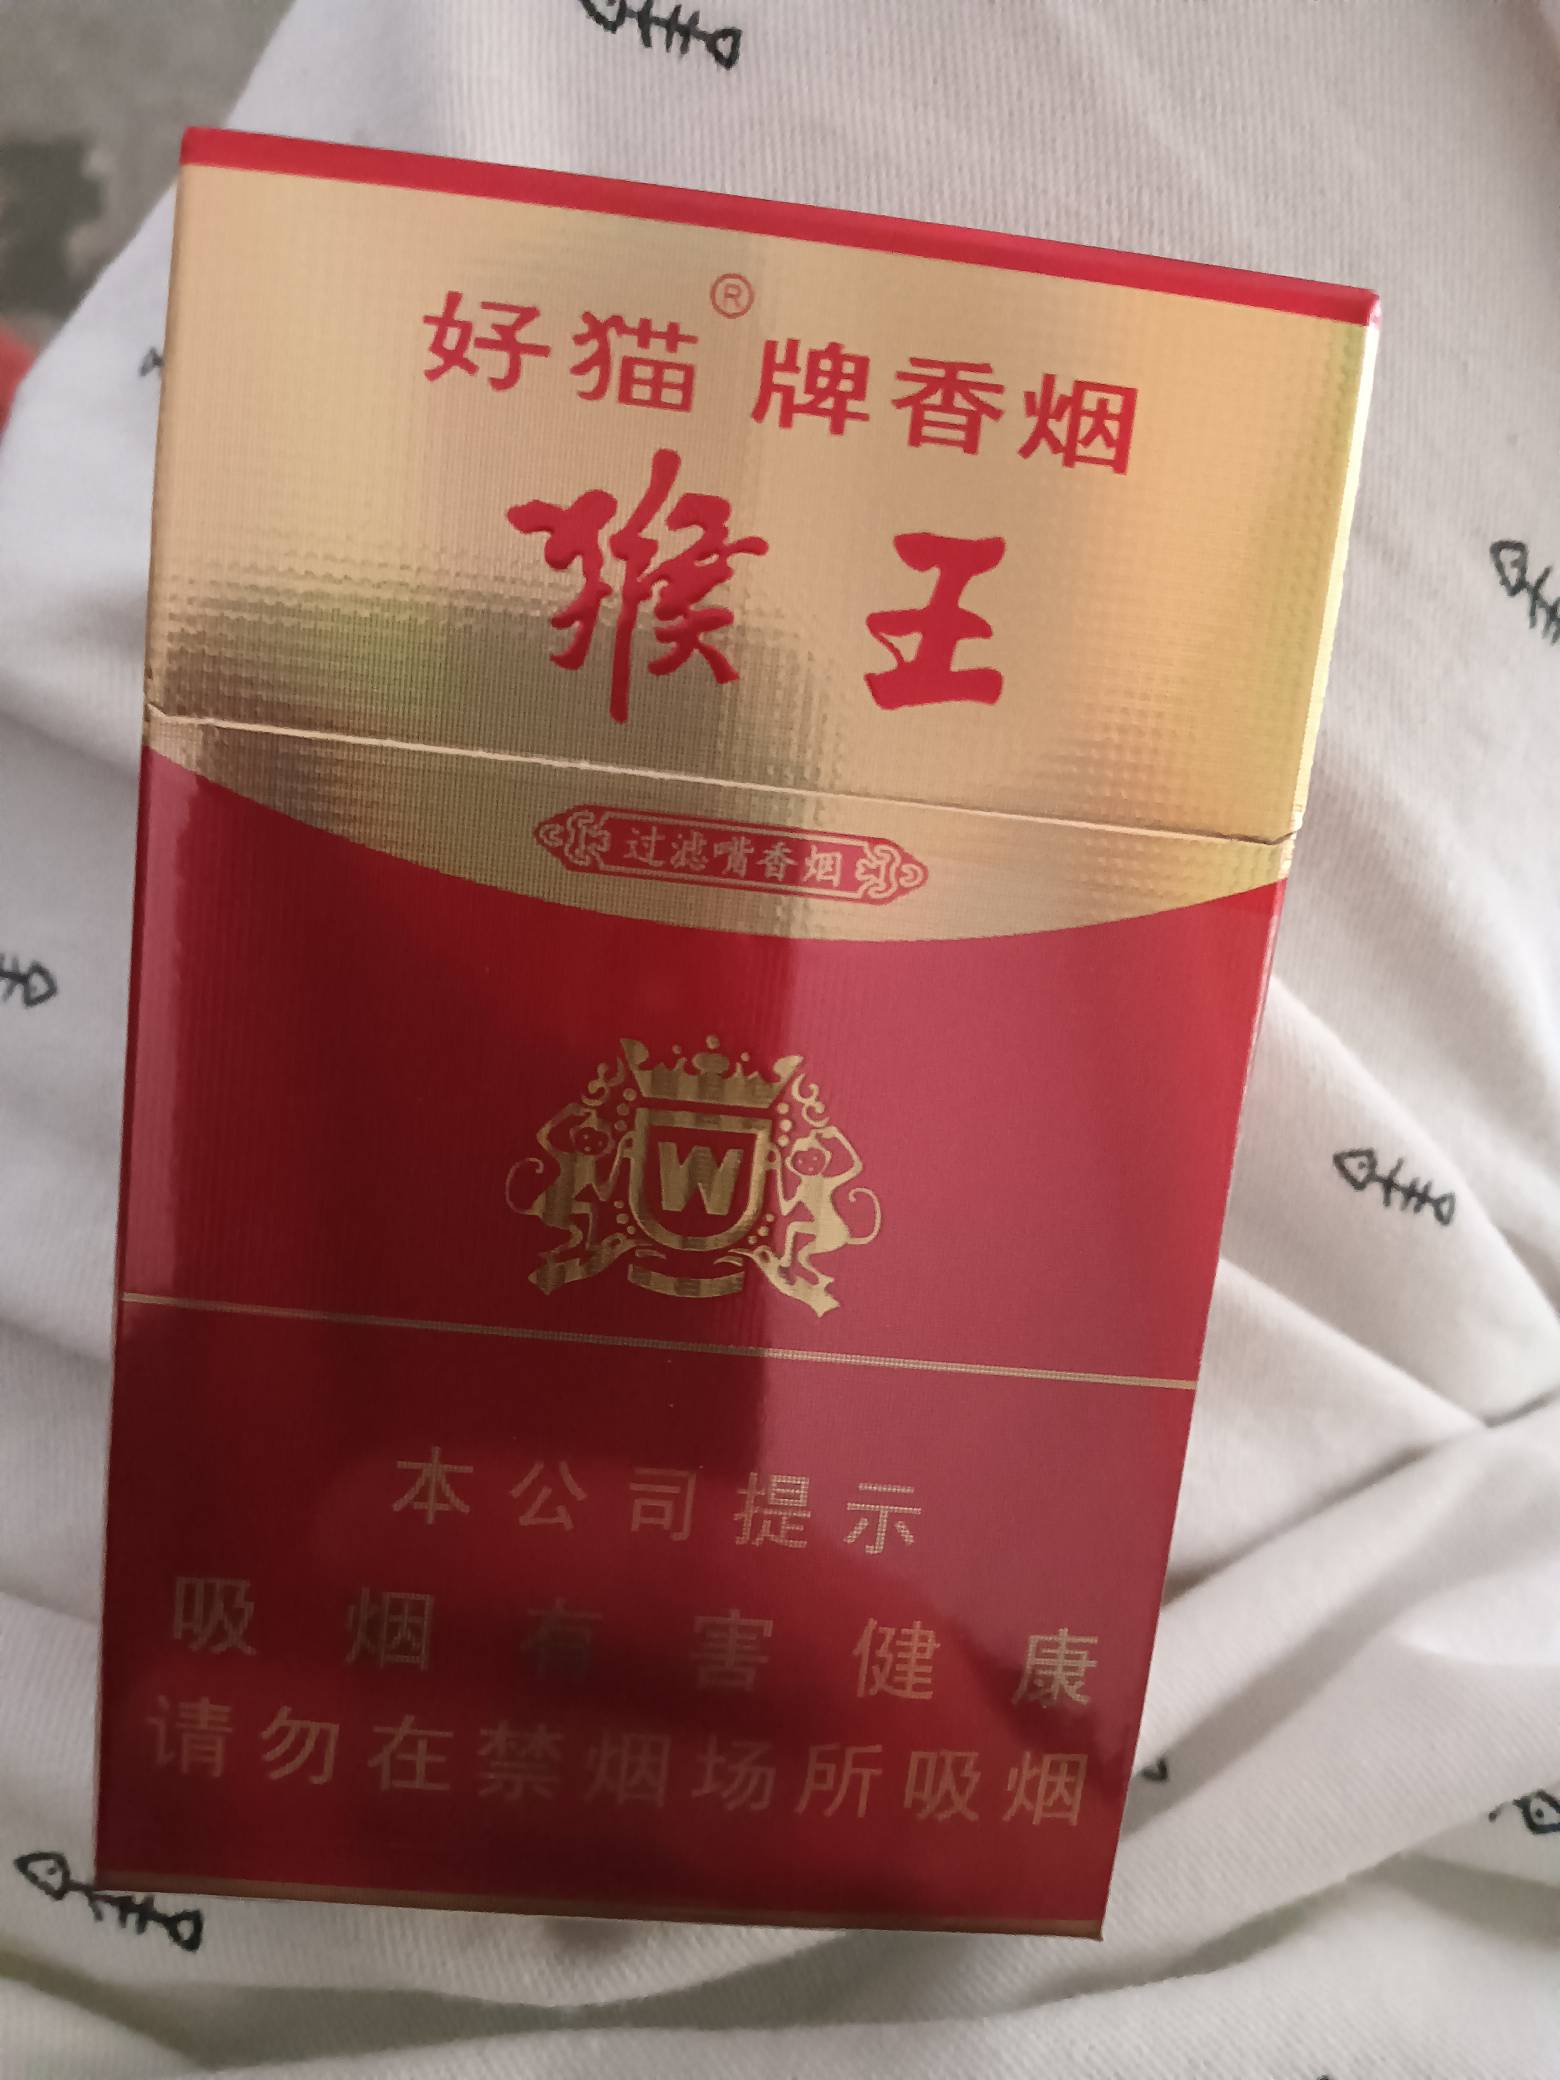 好猫®牌香烟
猴王
过滤嘴香烟
W
本公司提示
吸烟有害健康
请勿在禁烟场所吸烟